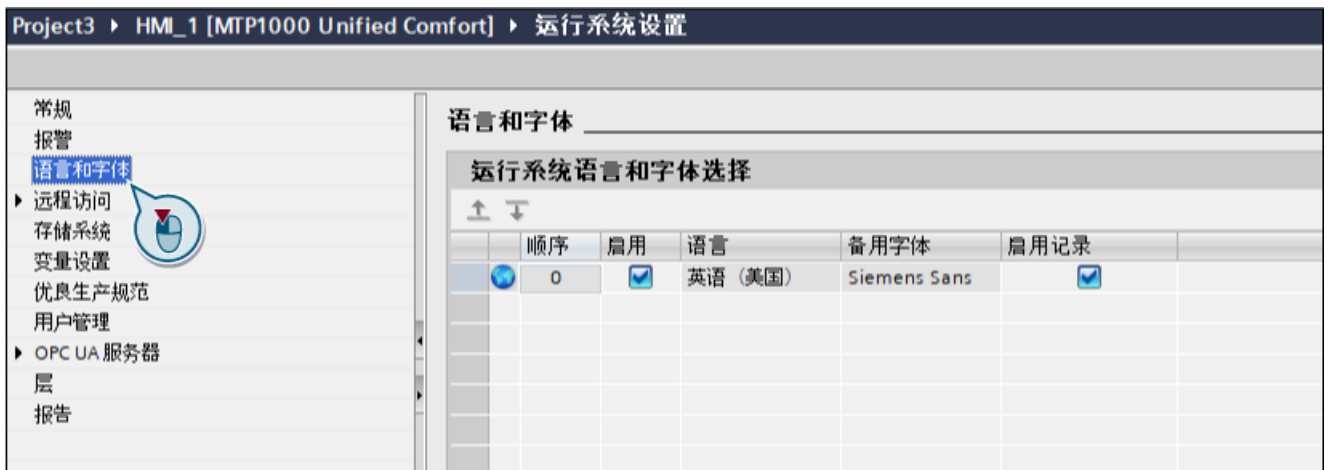 Project3 ▸ HMI_1 [MTP1000 Unified Comfort] ▸ 运行系统设置
常规
报警
语言和字体
远程访问
存储系统
变量设置
优良生产规范
用户管理
OPC UA 服务器
层
报告
语言和字体
运行系统语言和字体选择
顺序 启用 语言 备用字体 启用记录
0 英语（美国） Siemens Sans